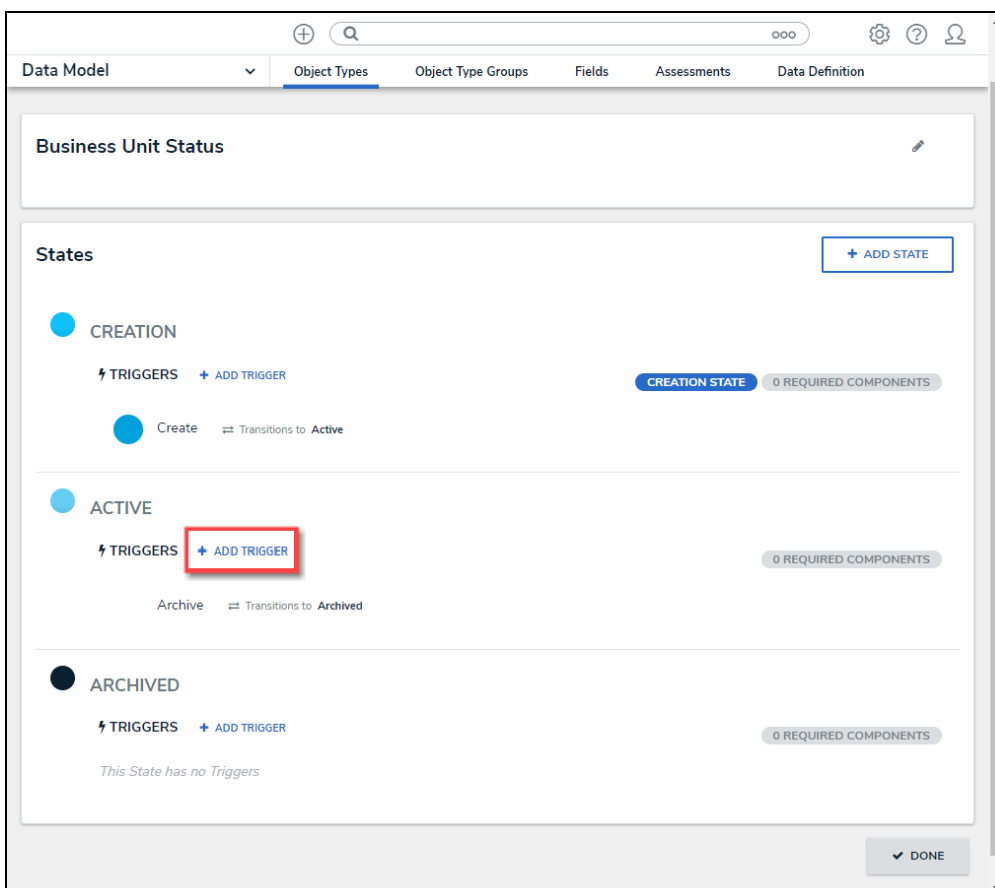 Data Model
Object Types Object Type Groups Fields Assessments Data Definition
Business Unit Status
States
+ ADD STATE
CREATION
TRIGGERS + ADD TRIGGER
CREATION STATE 0 REQUIRED COMPONENTS
Create Transitions to Active
ACTIVE
TRIGGERS + ADD TRIGGER
0 REQUIRED COMPONENTS
Archive Transitions to Archived
ARCHIVED
TRIGGERS + ADD TRIGGER
0 REQUIRED COMPONENTS
This State has no Triggers
DONE